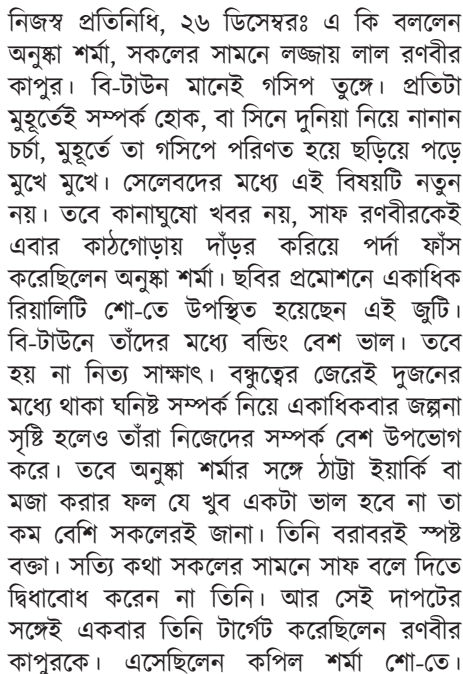 নিজস্ব প্রতিনিধি, ২৬ ডিসেম্বরঃ এ কি বললেন
অনুষ্কা শর্মা, সকলের সামনে লজ্জায় লাল রণবীর
কাপুর। বি-টাউন মানেই গসিপ তুঙ্গে। প্রতিটা
মুহূর্তেই সম্পর্ক হোক, বা সিনে দুনিয়া নিয়ে নানান
চর্চা, মুহূর্তে তা গসিপে পরিণত হয়ে ছড়িয়ে পড়ে
মুখে মুখে। সেলেবদের মধ্যে এই বিষয়টি নতুন
নয়। তবে কানাঘুষো খবর নয়, সাফ রণবীরকেই
এবার কাঠগোড়ায় দাঁড়র করিয়ে পর্দা ফাঁস
করেছিলেন অনুষ্কা শর্মা। ছবির প্রমোশনে একাধিক
রিয়ালিটি শো-তে উপস্থিত হয়েছেন এই জুটি।
বি-টাউনে তাঁদের মধ্যে বন্ডিং বেশ ভাল। তবে
হয় না নিত্য সাক্ষাৎ। বন্ধুত্বের জেরেই দুজনের
মধ্যে থাকা ঘনিষ্ট সম্পর্ক নিয়ে একাধিকবার জল্পনা
সৃষ্টি হলেও তাঁরা নিজেদের সম্পর্ক বেশ উপভোগ
করে। তবে অনুষ্কা শর্মার সঙ্গে ঠাট্টা ইয়ার্কি বা
মজা করার ফল যে খুব একটা ভাল হবে না তা
কম বেশি সকলেরই জানা। তিনি বরাবরই স্পষ্ট
বক্তা। সত্যি কথা সকলের সামনে সাফ বলে দিতে
দ্বিধাবোধ করেন না তিনি। আর সেই দাপটের
সঙ্গেই একবার তিনি টার্গেট করেছিলেন রণবীর
কাপুরকে। এসেছিলেন কপিল শর্মা শো-তে।